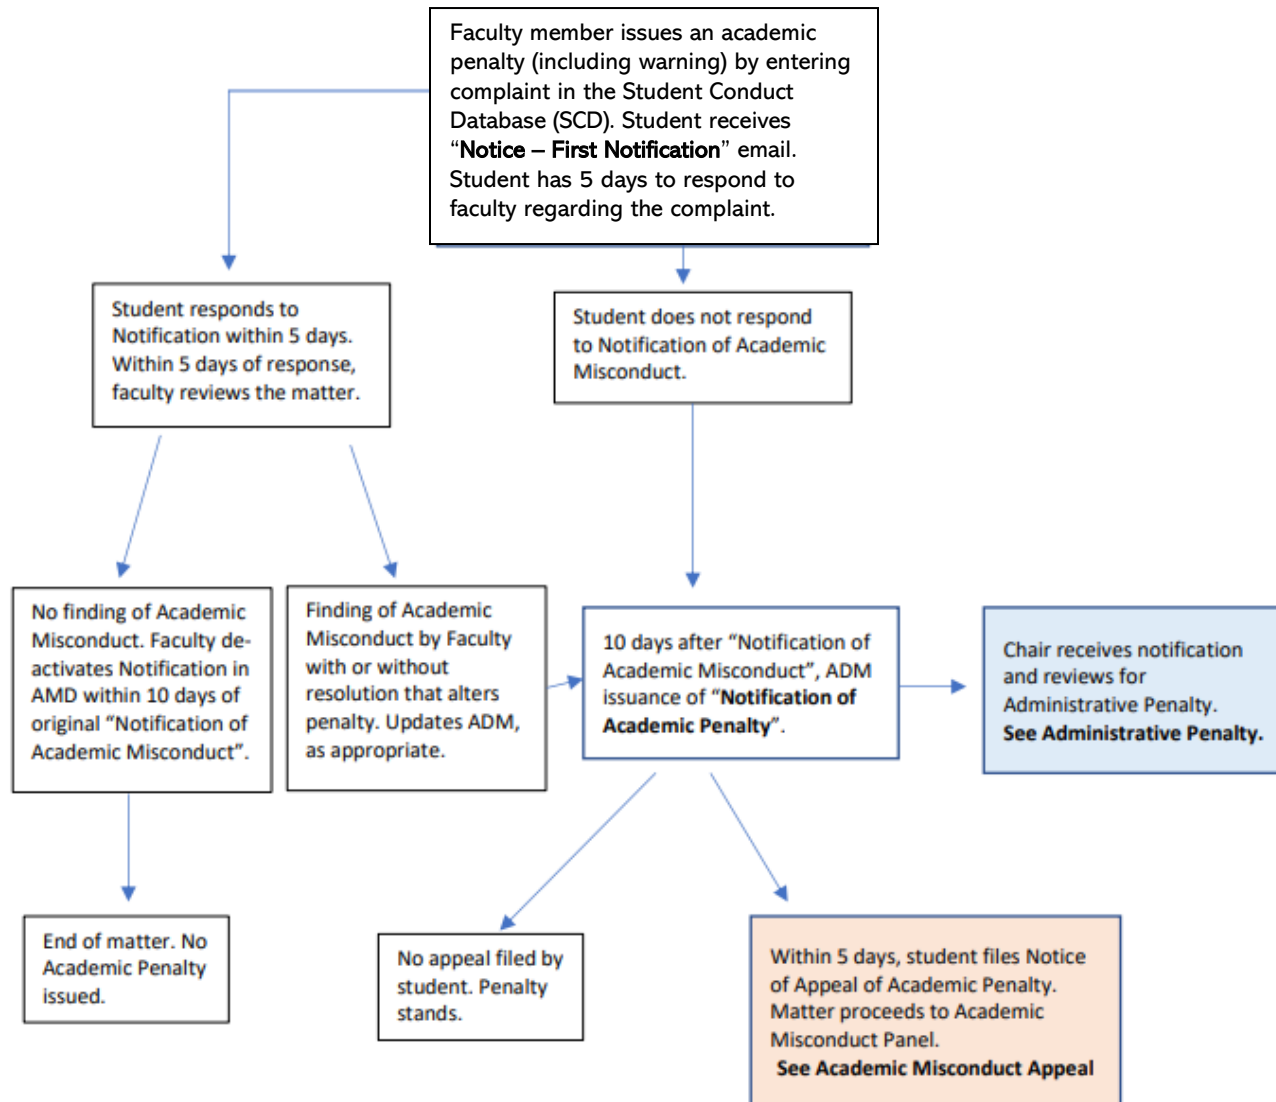 Faculty member issues an academic
penalty (including warning) by entering
complaint in the Student Conduct
Database (SCD). Student receives
“Notice – First Notification” email.
Student has 5 days to respond to
faculty regarding the complaint.
Student responds to
Notification within 5 days.
Within 5 days of response,
faculty reviews the matter.
Student does not respond
to Notification of Academic
Misconduct.
No finding of Academic
Misconduct. Faculty de-
activates Notification in
AMD within 10 days of
original “Notification of
Academic Misconduct”.
Finding of Academic
Misconduct by Faculty
with or without
resolution that alters
penalty. Updates ADM,
as appropriate.
10 days after “Notification of
Academic Misconduct”, ADM
issuance of “Notification of
Academic Penalty”.
Chair receives notification
and reviews for
Administrative Penalty.
See Administrative Penalty.
End of matter. No
Academic Penalty
issued.
No appeal filed by
student. Penalty
stands.
Within 5 days, student files Notice
of Appeal of Academic Penalty.
Matter proceeds to Academic
Misconduct Panel.
See Academic Misconduct Appeal